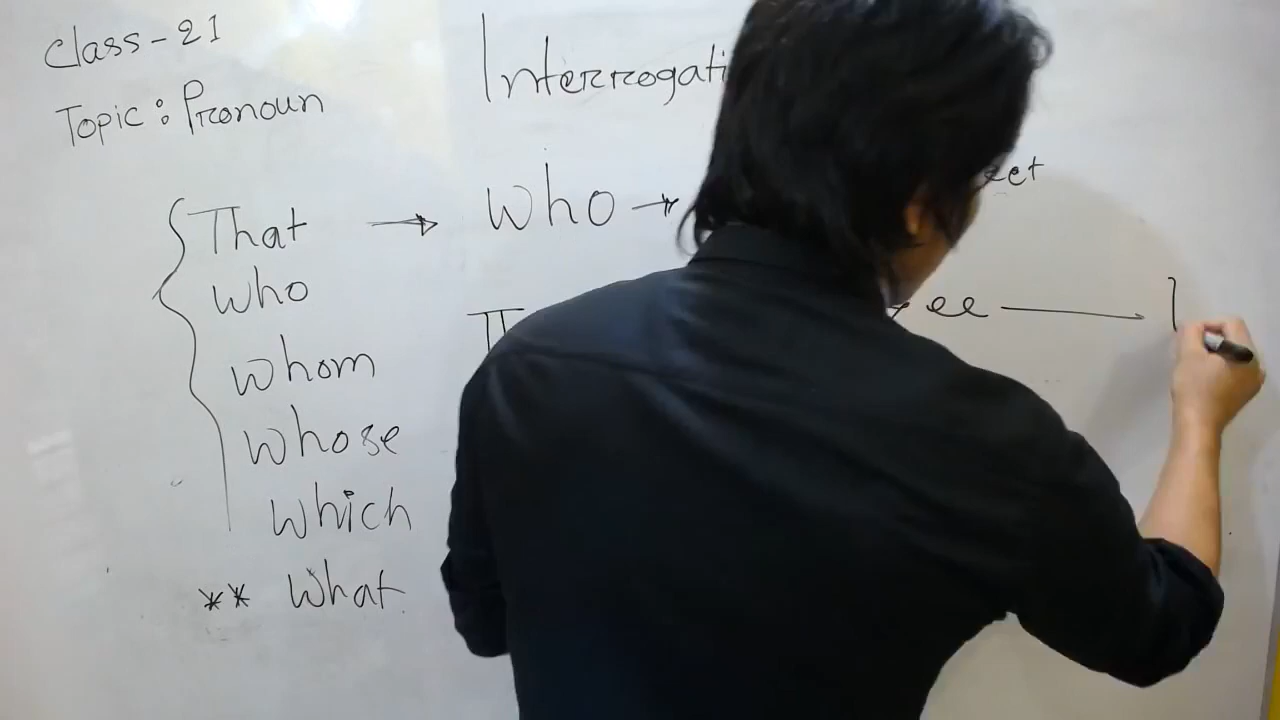 Class-21
Topic: Pronoun
Interrogati
That → who →
who
whom
whose
which
** What